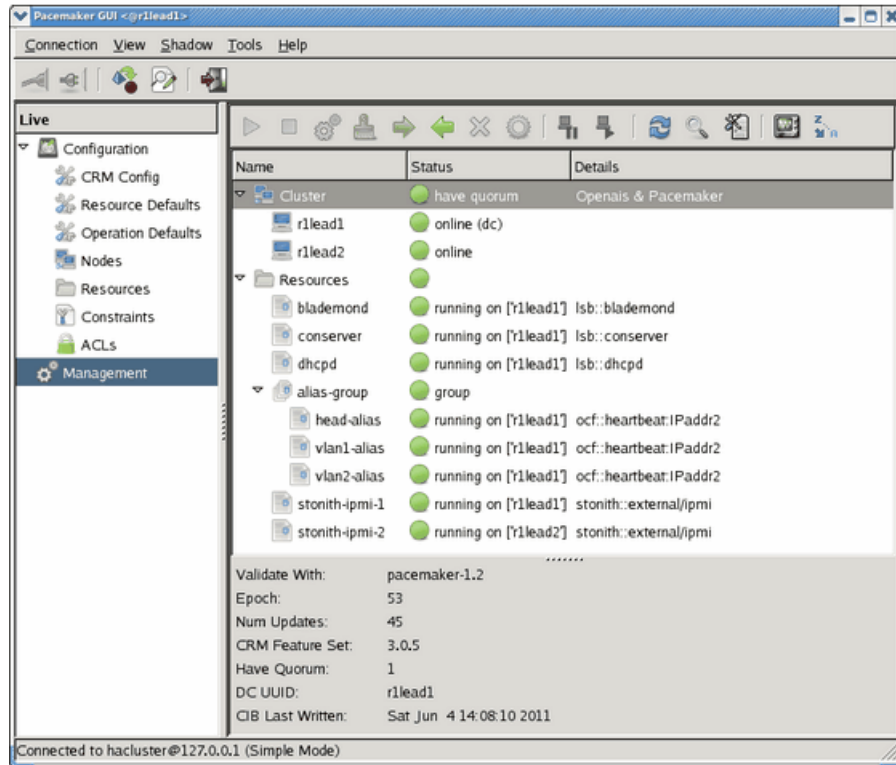 Pacemaker GUI <@r1lead1>
Connection View Shadow Tools Help
Live
Configuration
CRM Config
Resource Defaults
Operation Defaults
Nodes
Resources
Constraints
ACLs
Management
Name Status Details
Cluster have quorum Openais & Pacemaker
r1lead1 online (dc)
r1lead2 online
Resources
blademond running on ['r1lead1'] lsb::blademond
conserver running on ['r1lead1'] lsb::conserver
dhcpd running on ['r1lead1'] lsb::dhcpd
alias-group group
head-alias running on ['r1lead1'] ocf::heartbeat:IPaddr2
vlan1-alias running on ['r1lead1'] ocf::heartbeat:IPaddr2
vlan2-alias running on ['r1lead1'] ocf::heartbeat:IPaddr2
stonith-ipmi-1 running on ['r1lead1'] stonith::external/ipmi
stonith-ipmi-2 running on ['r1lead2'] stonith::external/ipmi
Validate With: pacemaker-1.2
Epoch: 53
Num Updates: 45
CRM Feature Set: 3.0.5
Have Quorum: 1
DC UUID: r1lead1
CIB Last Written: Sat Jun 4 14:08:10 2011
Connected to hacluster@127.0.0.1 (Simple Mode)